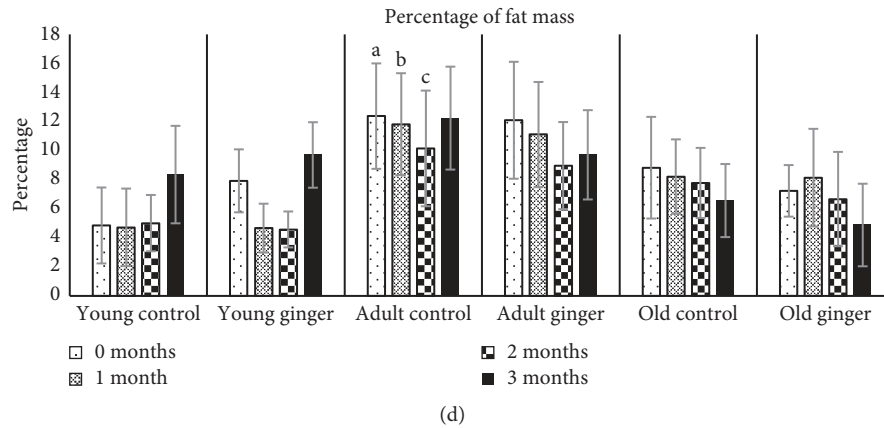 Percentage of fat mass
18
16
14
12
10
8
6
4
2
0
Percentage
a
b
c
Young control Young ginger Adult control Adult ginger Old control Old ginger
0 months
1 month
2 months
3 months
(d)